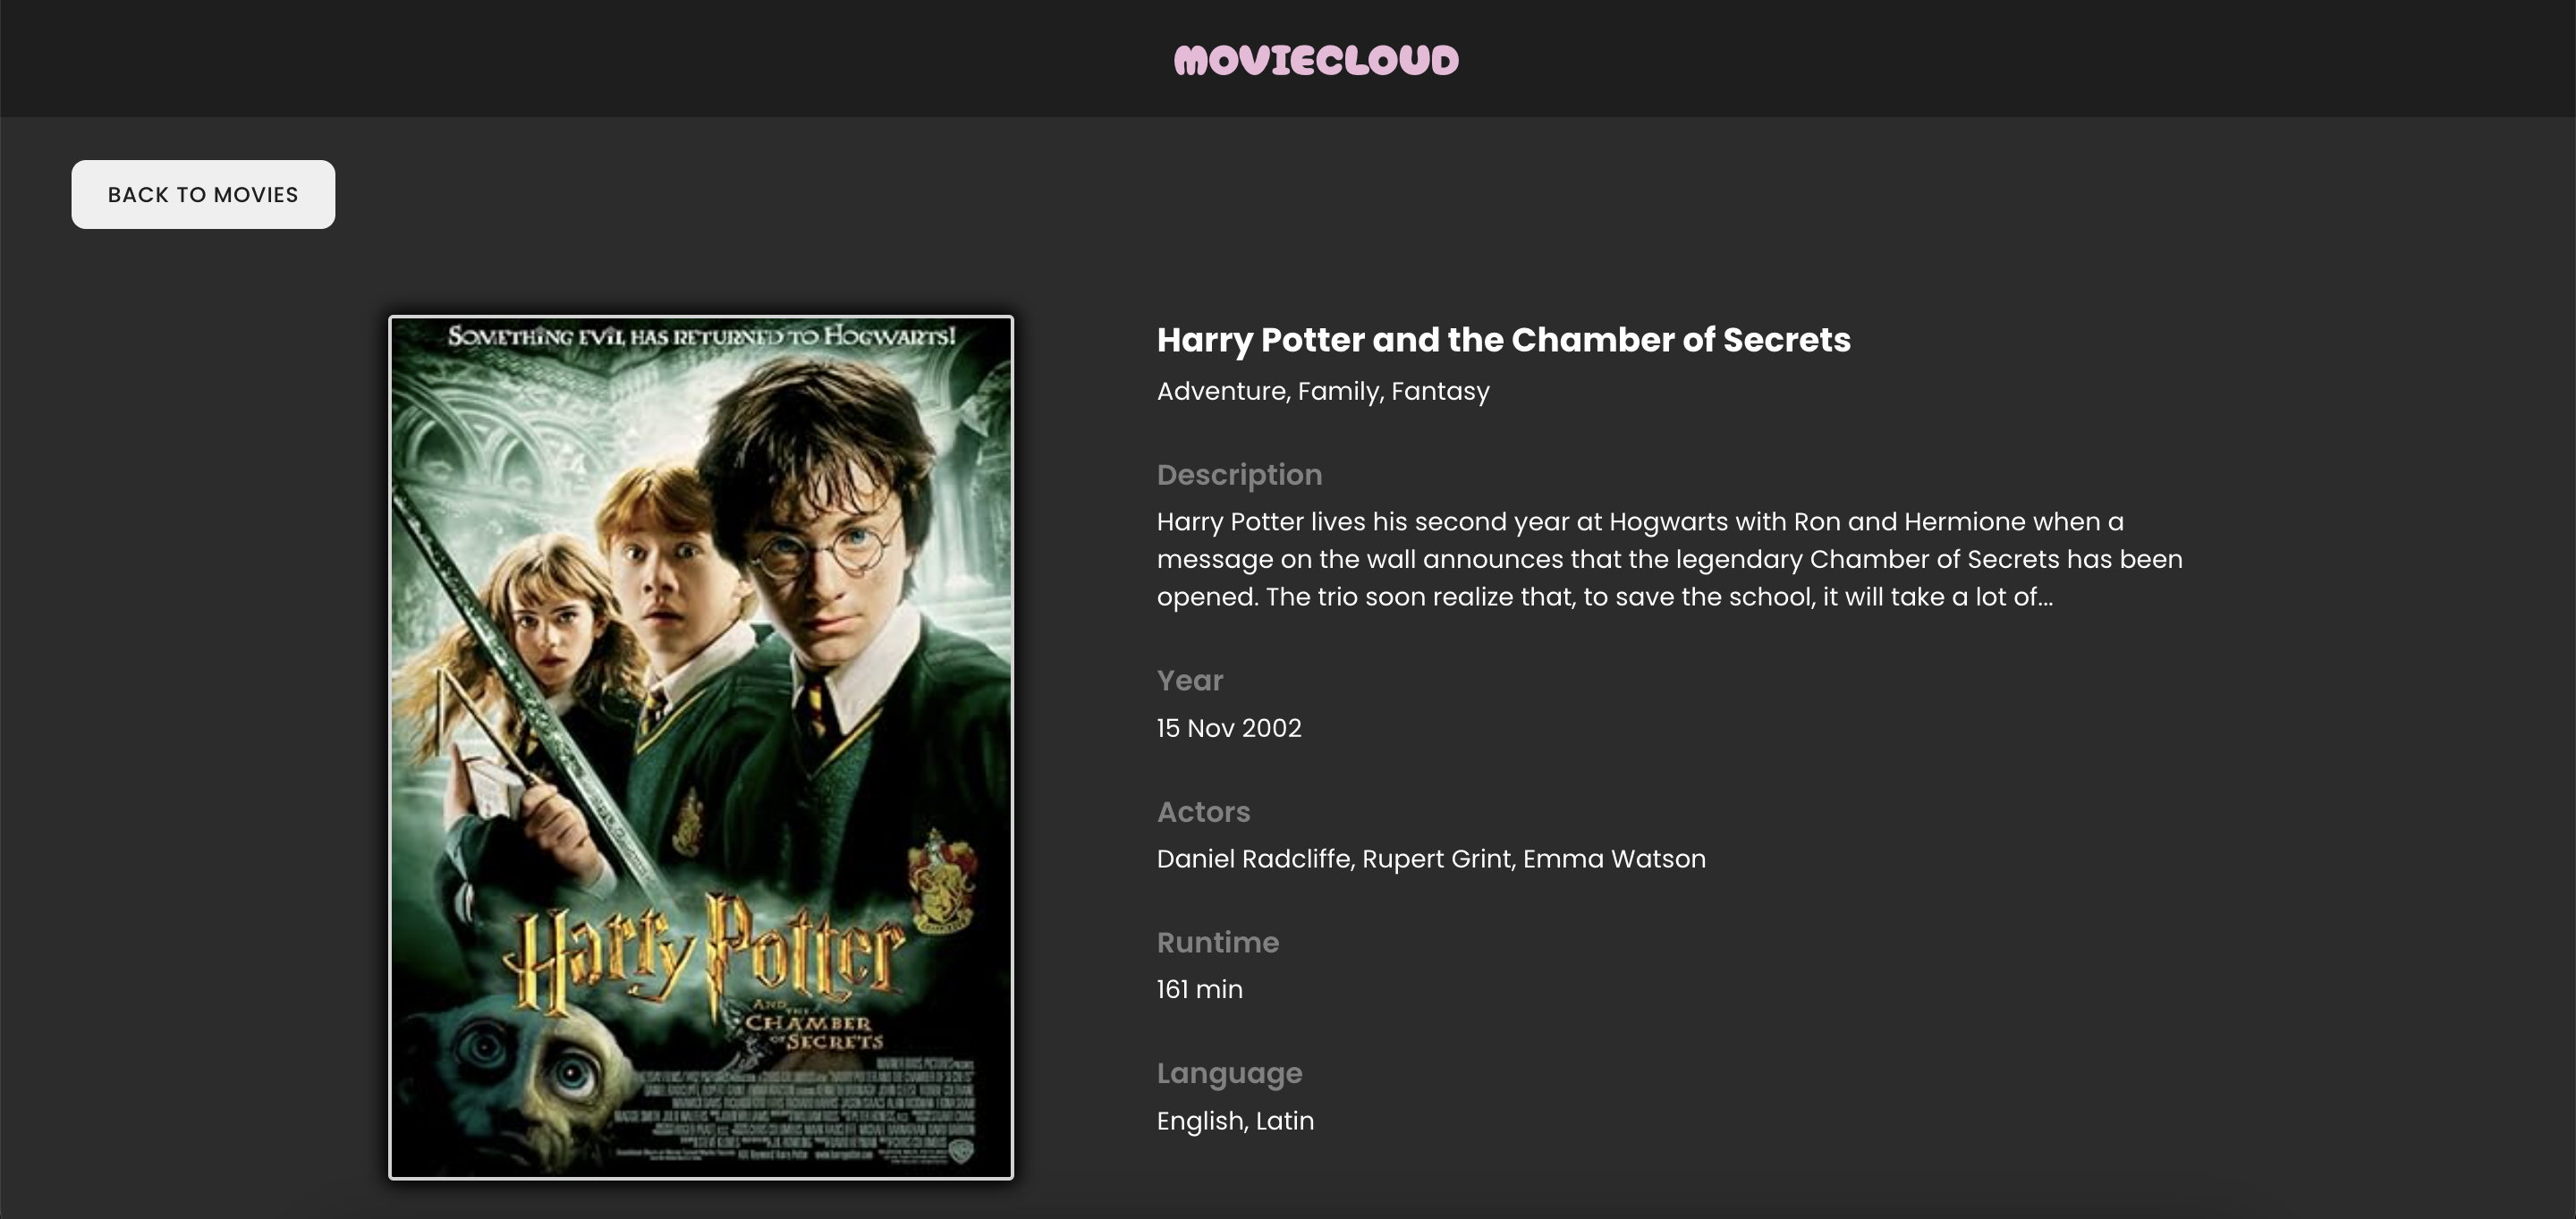 MOVIECLOUD
BACK TO MOVIES
SOMETHING EVIL HAS RETURNED TO HOGWARTS!
Harry Potter
AND THE
CHAMBER
OF SECRETS
Harry Potter and the Chamber of Secrets
Adventure, Family, Fantasy
Description
Harry Potter lives his second year at Hogwarts with Ron and Hermione when a
message on the wall announces that the legendary Chamber of Secrets has been
opened. The trio soon realize that, to save the school, it will take a lot of...
Year
15 Nov 2002
Actors
Daniel Radcliffe, Rupert Grint, Emma Watson
Runtime
161 min
Language
English, Latin